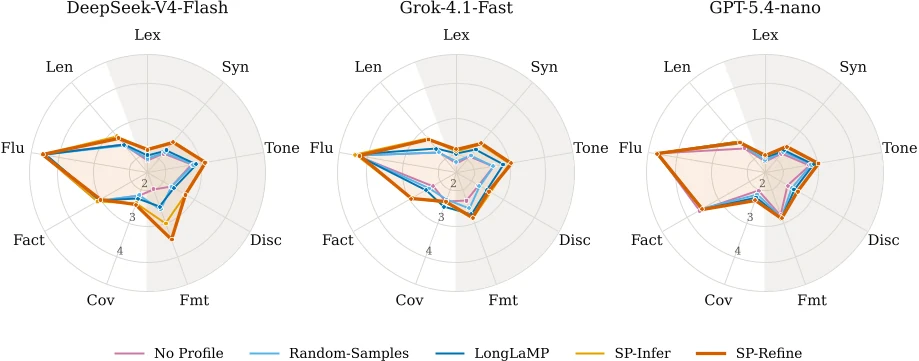 DeepSeek-V4-Flash
Grok-4.1-Fast
GPT-5.4-nano
Lex
Syn
Tone
Disc
Fmt
Cov
Fact
Flu
Len
2
3
4
Lex
Syn
Tone
Disc
Fmt
Cov
Fact
Flu
Len
2
3
4
Lex
Syn
Tone
Disc
Fmt
Cov
Fact
Flu
Len
2
3
4
No Profile
Random-Samples
LongLaMP
SP-Infer
SP-Refine